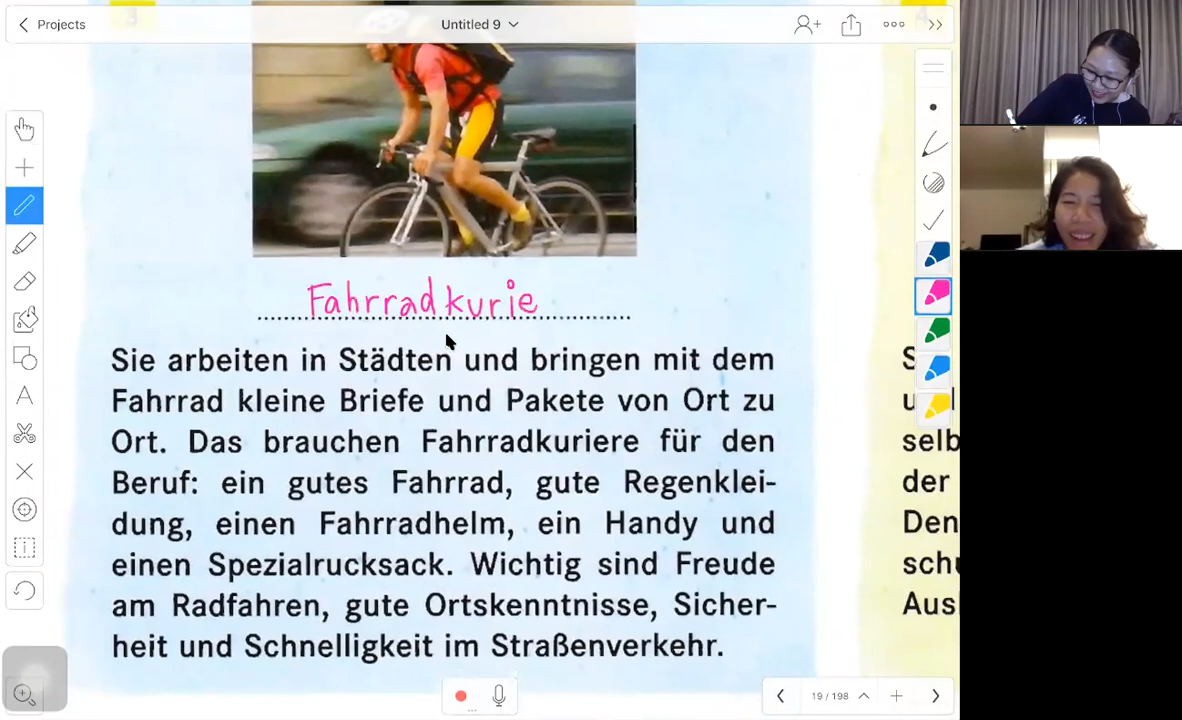 Projects
Untitled 9
Fahrradkurie
Sie arbeiten in Städten und bringen mit dem
Fahrrad kleine Briefe und Pakete von Ort zu
Ort. Das brauchen Fahrradkuriere für den
Beruf: ein gutes Fahrrad, gute Regenklei-
dung, einen Fahrradhelm, ein Handy und
einen Spezialrucksack. Wichtig sind Freude
am Radfahren, gute Ortskenntnisse, Sicher-
heit und Schnelligkeit im Straßenverkehr.
selb
der
Den
19 / 198